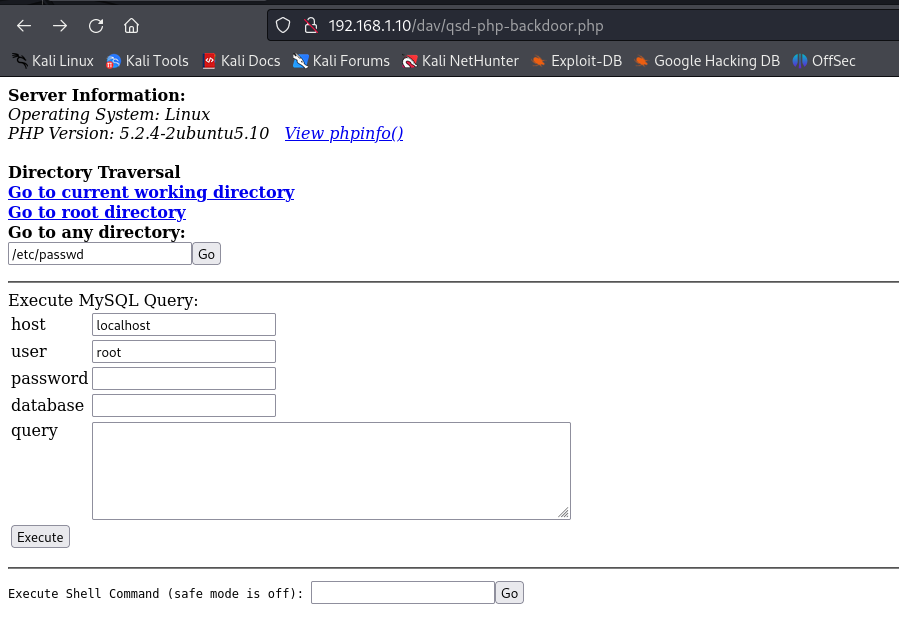 192.168.1.10/dav/qsd-php-backdoor.php
Kali Linux Kali Tools Kali Docs Kali Forums Kali NetHunter Exploit-DB Google Hacking DB OffSec
Server Information:
Operating System: Linux
PHP Version: 5.2.4-2ubuntu5.10 View phpinfo()
Directory Traversal
Go to current working directory
Go to root directory
Go to any directory:
/etc/passwd Go
Execute MySQL Query:
host localhost
user root
password
database
query
Execute
Execute Shell Command (safe mode is off): Go